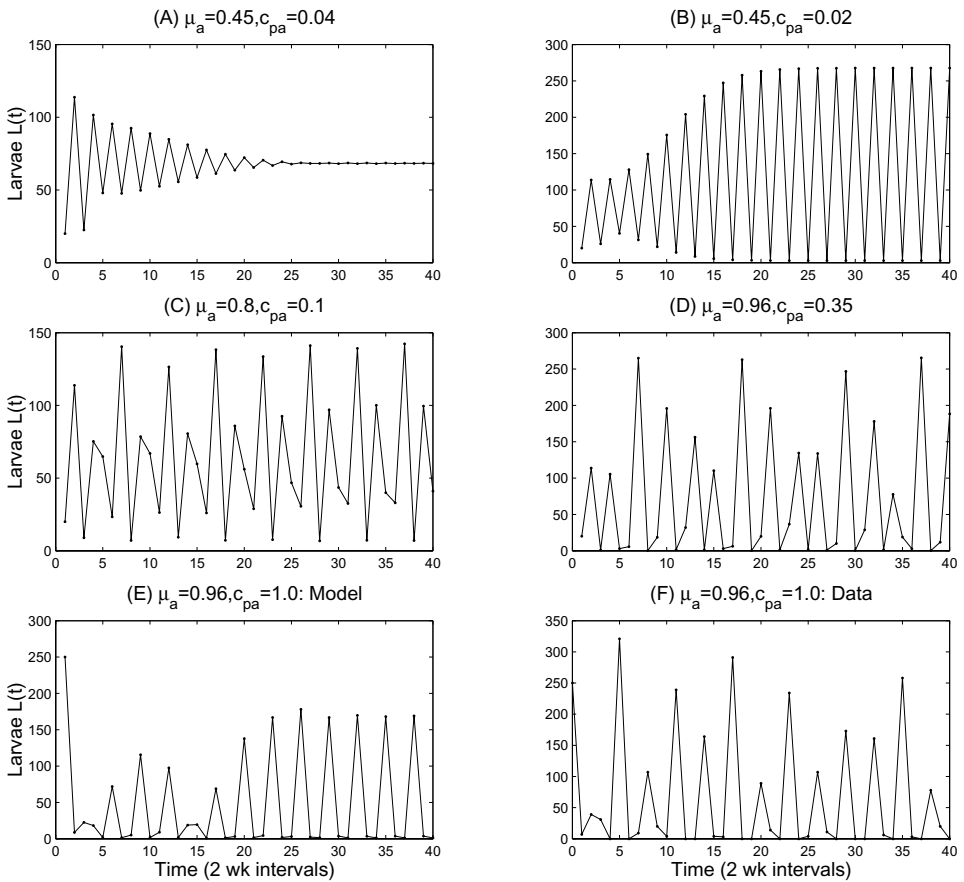 (A) μa=0.45,cpa=0.04
150
100
50
0
Larvae L(t)
0 5 10 15 20 25 30 35 40
(B) μa=0.45,cpa=0.02
300
250
200
150
100
50
0
0 5 10 15 20 25 30 35 40
(C) μa=0.8,cpa=0.1
150
100
50
0
Larvae L(t)
0 5 10 15 20 25 30 35 40
(D) μa=0.96,cpa=0.35
300
250
200
150
100
50
0
0 5 10 15 20 25 30 35 40
(E) μa=0.96,cpa=1.0: Model
300
250
200
150
100
50
0
Larvae L(t)
0 5 10 15 20 25 30 35 40
Time (2 wk intervals)
(F) μa=0.96,cpa=1.0: Data
350
300
250
200
150
100
50
0
0 5 10 15 20 25 30 35 40
Time (2 wk intervals)